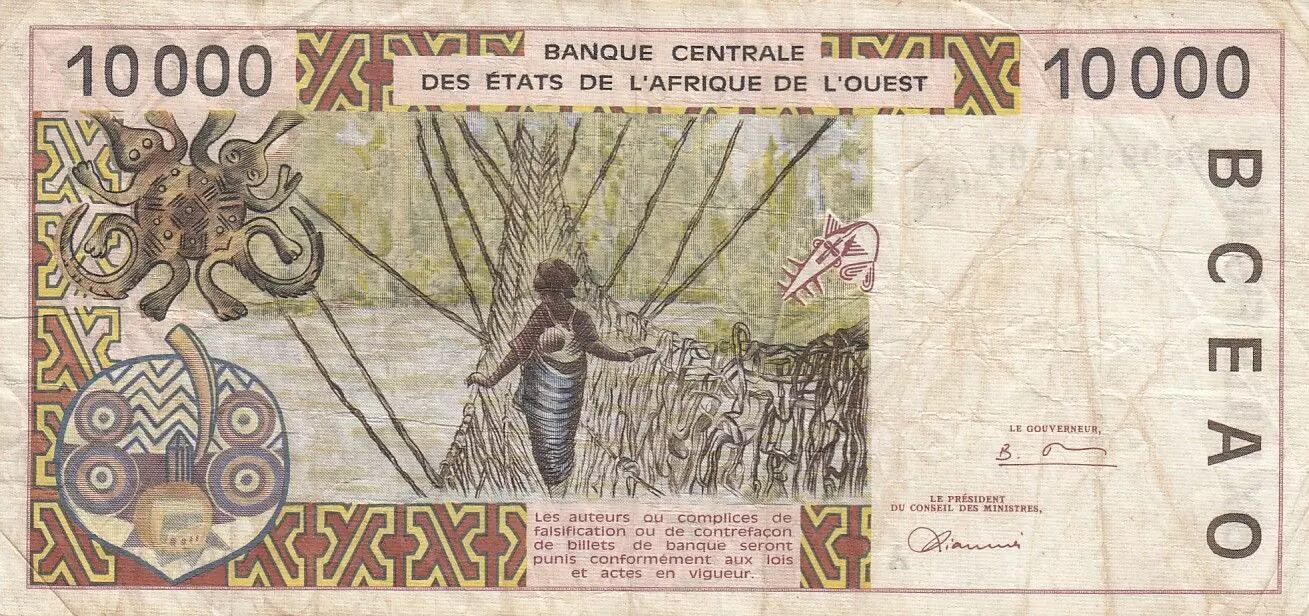 10 000
BANQUE CENTRALE
DES ÉTATS DE L'AFRIQUE DE L'OUEST
10 000
BCEAO
LE GOUVERNEUR,
LE PRÉSIDENT
DU CONSEIL DES MINISTRES,
Les auteurs ou complices de
falsification ou de contrefaçon
de billets de banque seront
punis conformément aux lois
et actes en vigueur.